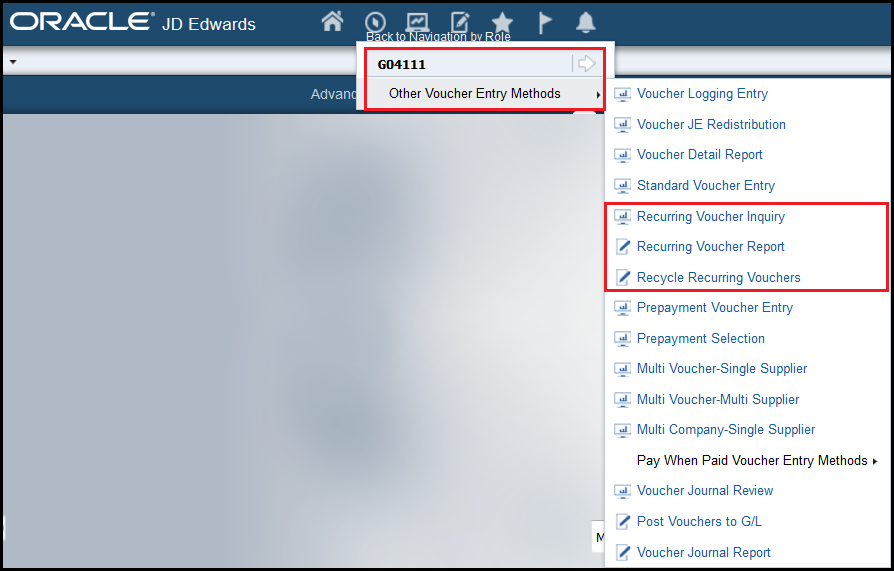 ORACLE® JD Edwards
Back to Navigation by Role
G04111
Other Voucher Entry Methods
Advanc
Voucher Logging Entry
Voucher JE Redistribution
Voucher Detail Report
Standard Voucher Entry
Recurring Voucher Inquiry
Recurring Voucher Report
Recycle Recurring Vouchers
Prepayment Voucher Entry
Prepayment Selection
Multi Voucher-Single Supplier
Multi Voucher-Multi Supplier
Multi Company-Single Supplier
Pay When Paid Voucher Entry Methods
Voucher Journal Review
Post Vouchers to G/L
M
Voucher Journal Report